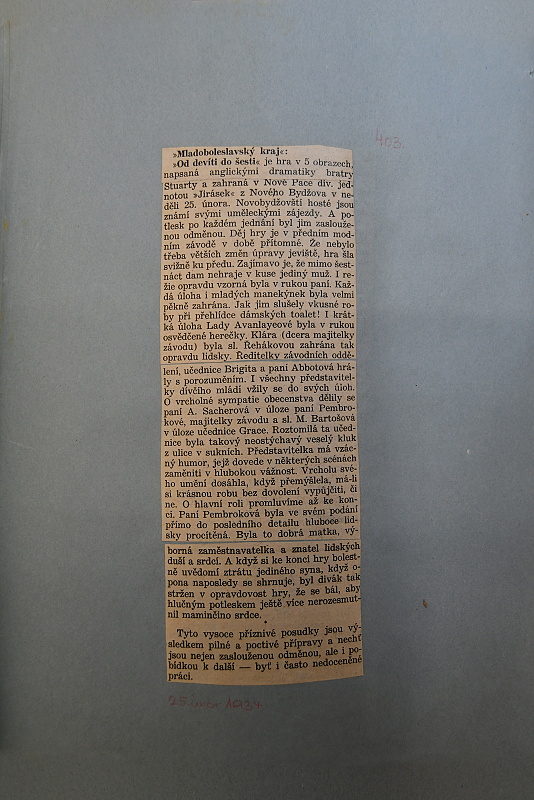 403.
»Mladoboleslavský kraj«:
»Od devíti do šesti« je hra v 5 obrazech,
napsaná anglickými dramatiky bratry
Stuarty a zahraná v Nové Pace div. jed-
notou »Jirásek« z Nového Bydžova v ne-
děli 25. února. Novobydžovští hosté jsou
známí svými uměleckými zájezdy. A po-
tlesk po každém jednání byl jim zaslouže-
nou odměnou. Děj hry je v předním mod-
ním závodě v době přítomné. Že nebylo
třeba větších změn úpravy jeviště, hra šla
svižně ku předu. Zajímavo je, že mimo šest-
náct dam nehraje v kuse jediný muž. I re-
žie opravdu vzorná byla v rukou paní. Kaž-
dá úloha i mladých manekýnek byla velmi
pěkně zahrána. Jak jim slušely vkusné ro-
by při přehlídce dámských toalet! I krát-
ká úloha Lady Avanlayeové byla v rukou
osvědčené herečky. Klára (dcera majitelky
závodu) byla sl. Řehákovou zahrána tak
opravdu lidsky. Ředitelky závodních oddě-
lení, učednice Brigita a paní Abbotová hrá-
ly s porozuměním. I všechny představitel-
ky dívčího mládí vžily se do svých úloh.
O vrcholné sympatie obecenstva dělily se
paní A. Sacherová v úloze paní Pembro-
kové, majitelky závodu a sl. M. Bartošová
v úloze učednice Grace. Roztomilá ta učed-
nice byla takový neostýchavý veselý kluk
z ulice v sukních. Představitelka má vzác-
ný humor, jejž dovede v některých scénách
zaměniti v hlubokou vážnost. Vrcholu své-
ho umění dosáhla, když přemýšlela, má-li
si krásnou robu bez dovolení vypůjčiti, či
ne. O hlavní roli promluvíme až ke kon-
ci. Paní Pembroková byla ve svém podání
přímo do posledního detailu hluboce lid-
sky procítěná. Byla to dobrá matka, vý-
borná zaměstnavatelka a znatel lidských
duší a srdcí. A když si ke konci hry bolest-
ně uvědomí ztrátu jediného syna, když o-
pona naposledy se shrnuje, byl divák tak
stržen v opravdovost hry, že se bál, aby
hlučným potleskem ještě více nerozesmut-
nil maminčino srdce.
*
Tyto vysoce příznivé posudky jsou vý-
sledkem pilné a poctivé přípravy a nechť
jsou nejen zaslouženou odměnou, ale i po-
bídkou k další — byť i často nedoceněné
práci.
25. února 1934